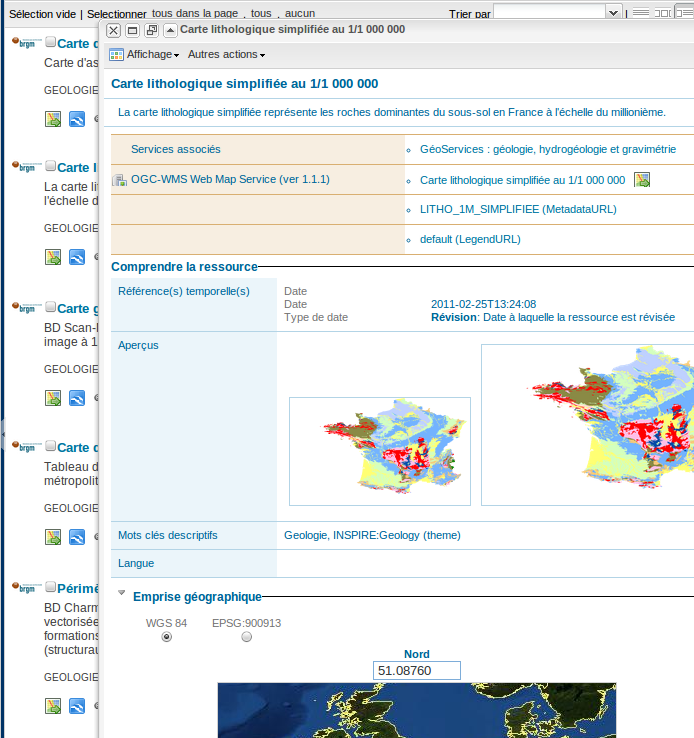 Sélection vide | Selectionner tous dans la page , tous , aucun
Trier par
Carte lithologique simplifiée au 1/1 000 000
Affichage Autres actions
Carte lithologique simplifiée au 1/1 000 000
La carte lithologique simplifiée représente les roches dominantes du sous-sol en France à l'échelle du millionième.
Services associés
GéoServices : géologie, hydrogéologie et gravimétrie
OGC-WMS Web Map Service (ver 1.1.1)
Carte lithologique simplifiée au 1/1 000 000
LITHO_1M_SIMPLIFIEE (MetadataURL)
default (LegendURL)
Comprendre la ressource
Référence(s) temporelle(s)
Date
Date 2011-02-25T13:24:08
Type de date Révision: Date à laquelle la ressource est révisée
Aperçus
Mots clés descriptifs Geologie, INSPIRE:Geology (theme)
Langue
Emprise géographique
WGS 84 EPSG:900913
Nord
51.08760
brgm
Carte d
Carte d'as
GEOLOGIE
brgm
Carte l
La carte li
l'échelle d
GEOLOGIE
brgm
Carte g
BD Scan-
image à 1
GEOLOGIE
brgm
Carte d
Tableau d
métropolit
GEOLOGIE
brgm
Périmè
BD Charm
vectorisée
formations
(structurau
GEOLOGIE